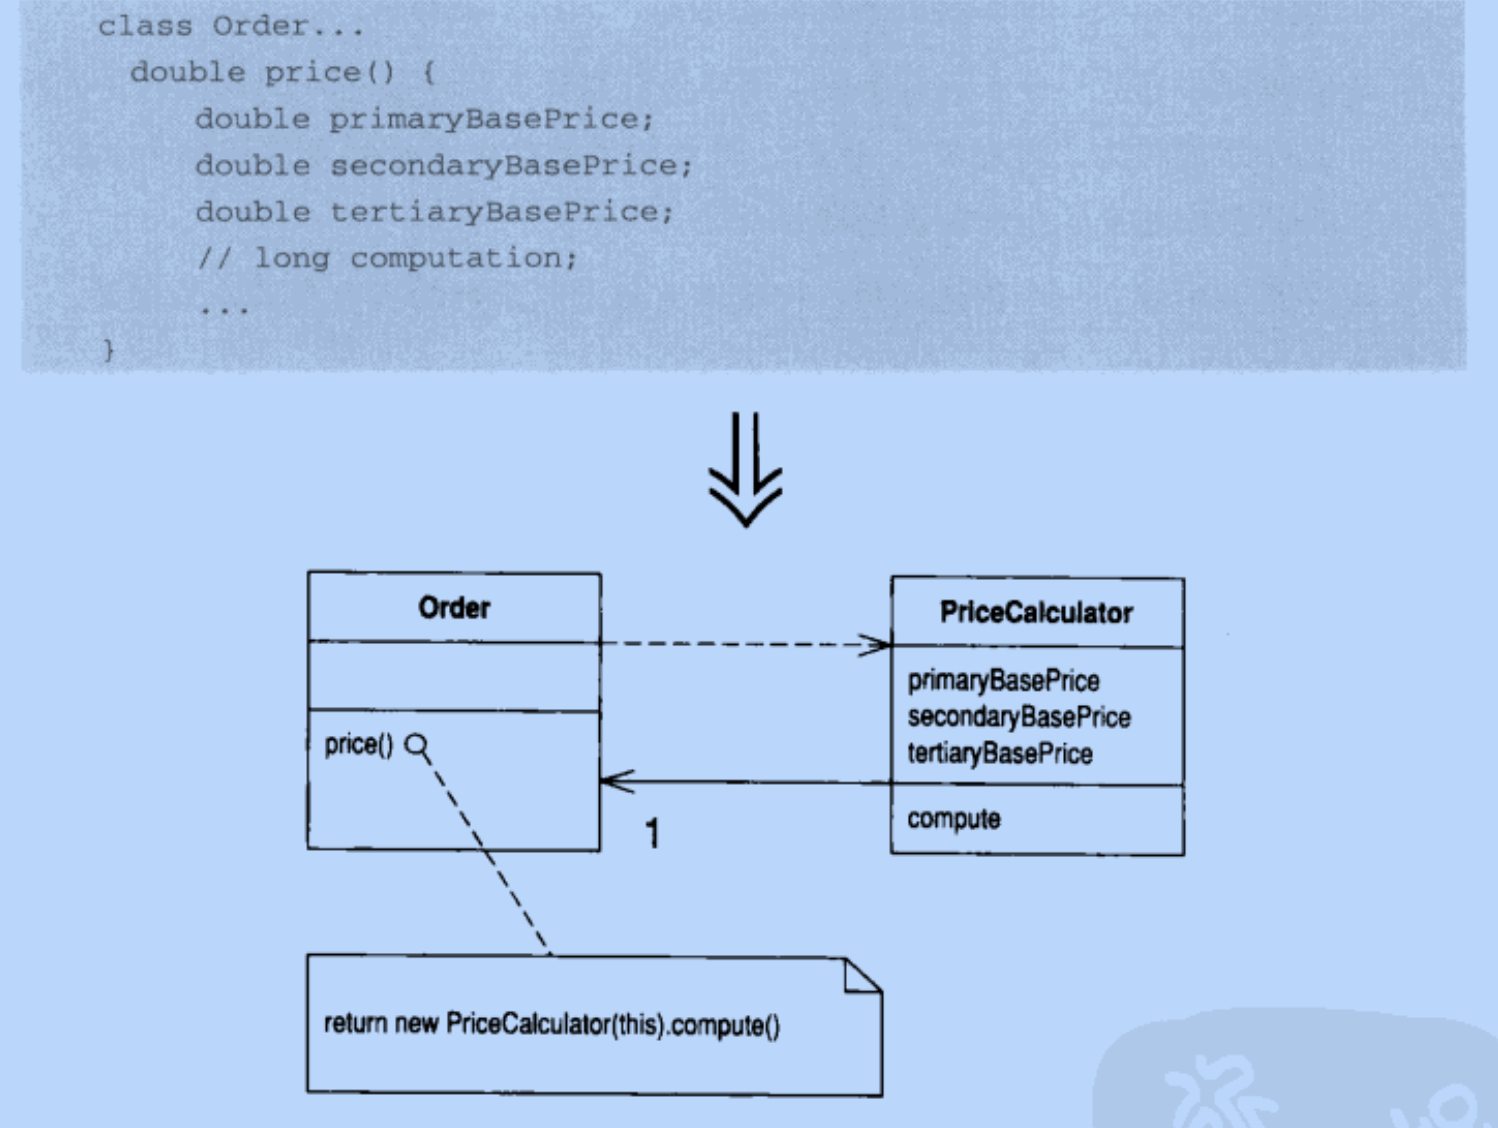 class Order...
double price() {
double primaryBasePrice;
double secondaryBasePrice;
double tertiaryBasePrice;
// long computation;
...
}
Order
PriceCalculator
primaryBasePrice
secondaryBasePrice
tertiaryBasePrice
price()
compute
1
return new PriceCalculator(this).compute()